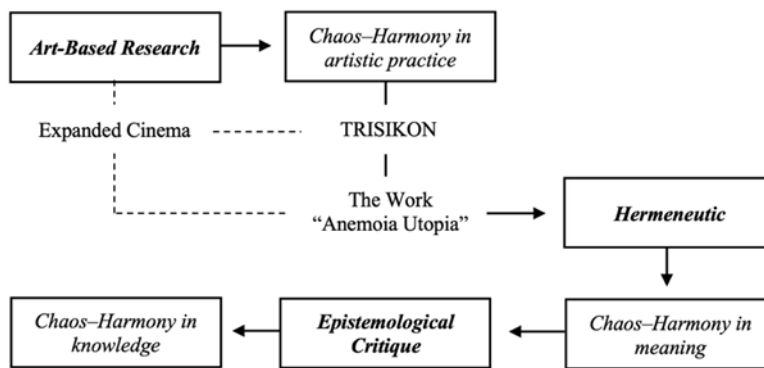 Art-Based Research
Chaos–Harmony in
artistic practice
Expanded Cinema
TRISIKON
The Work
“Anemoia Utopia”
Hermeneutic
Chaos–Harmony in
knowledge
Epistemological
Critique
Chaos–Harmony in
meaning